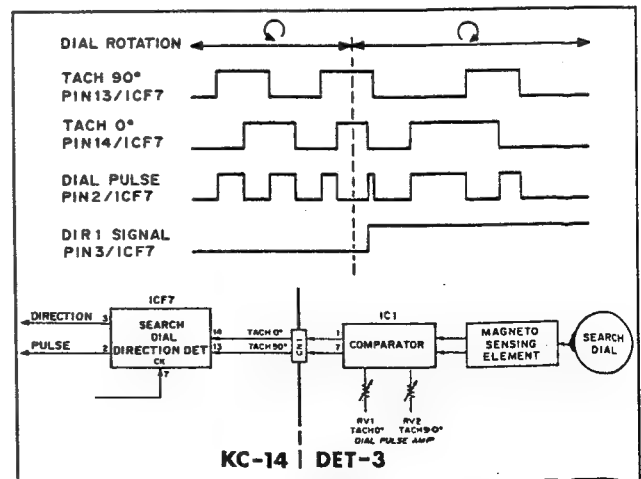 DIAL ROTATION
TACH 90°
PIN13/ICF7
TACH 0°
PIN14/ICF7
DIAL PULSE
PIN2/ICF7
DIR1 SIGNAL
PIN3/ICF7
ICF7
IC1
DIRECTION 3
SEARCH
DIAL
DIRECTION DET
14 TACH 0° 1
PULSE 2
13 TACH 90° 7
CK
7
CN1
COMPARATOR
MAGNETO
SENSING
ELEMENT
SEARCH
DIAL
RV1 RV2
TACH0° TACH90°
DIAL PULSE AMP
KC-14 | DET-3